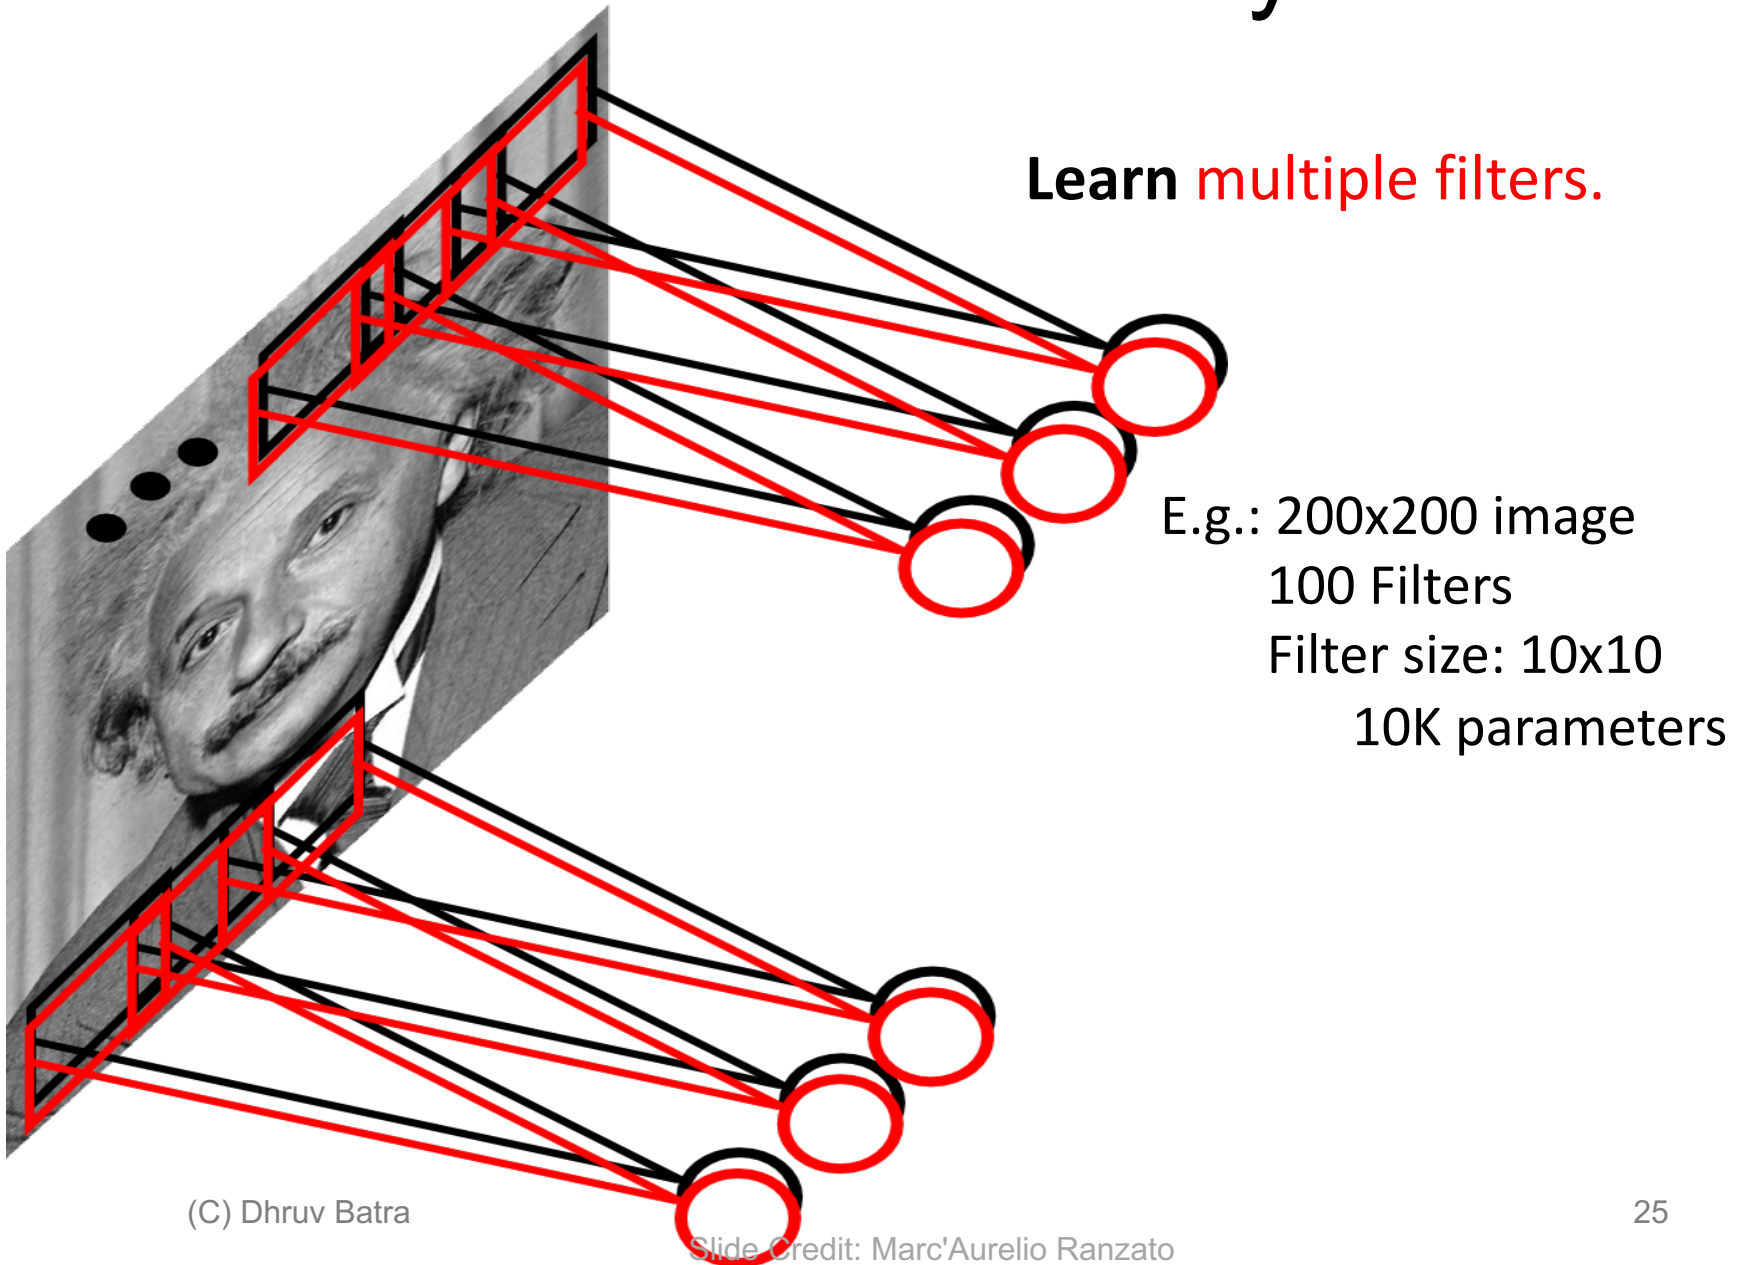 Learn multiple filters.
E.g.: 200x200 image
100 Filters
Filter size: 10x10
10K parameters
(C) Dhruv Batra
25
Slide Credit: Marc'Aurelio Ranzato